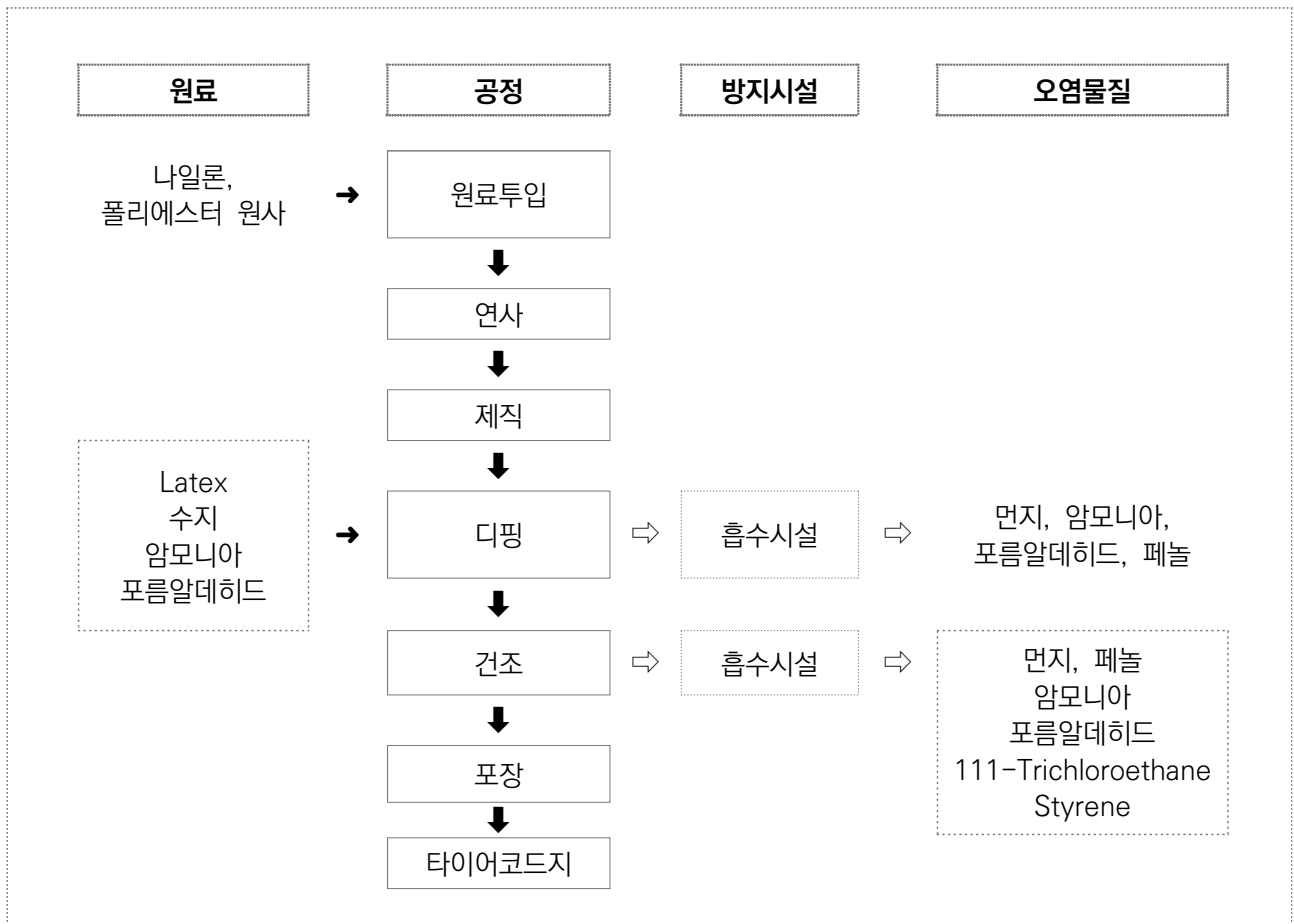 원료
공정
방지시설
오염물질
나일론,
폴리에스터 원사
원료투입
연사
제직
Latex
수지
암모니아
포름알데히드
디핑
흡수시설
먼지, 암모니아,
포름알데히드, 페놀
건조
흡수시설
먼지, 페놀
암모니아
포름알데히드
111-Trichloroethane
Styrene
포장
타이어코드지